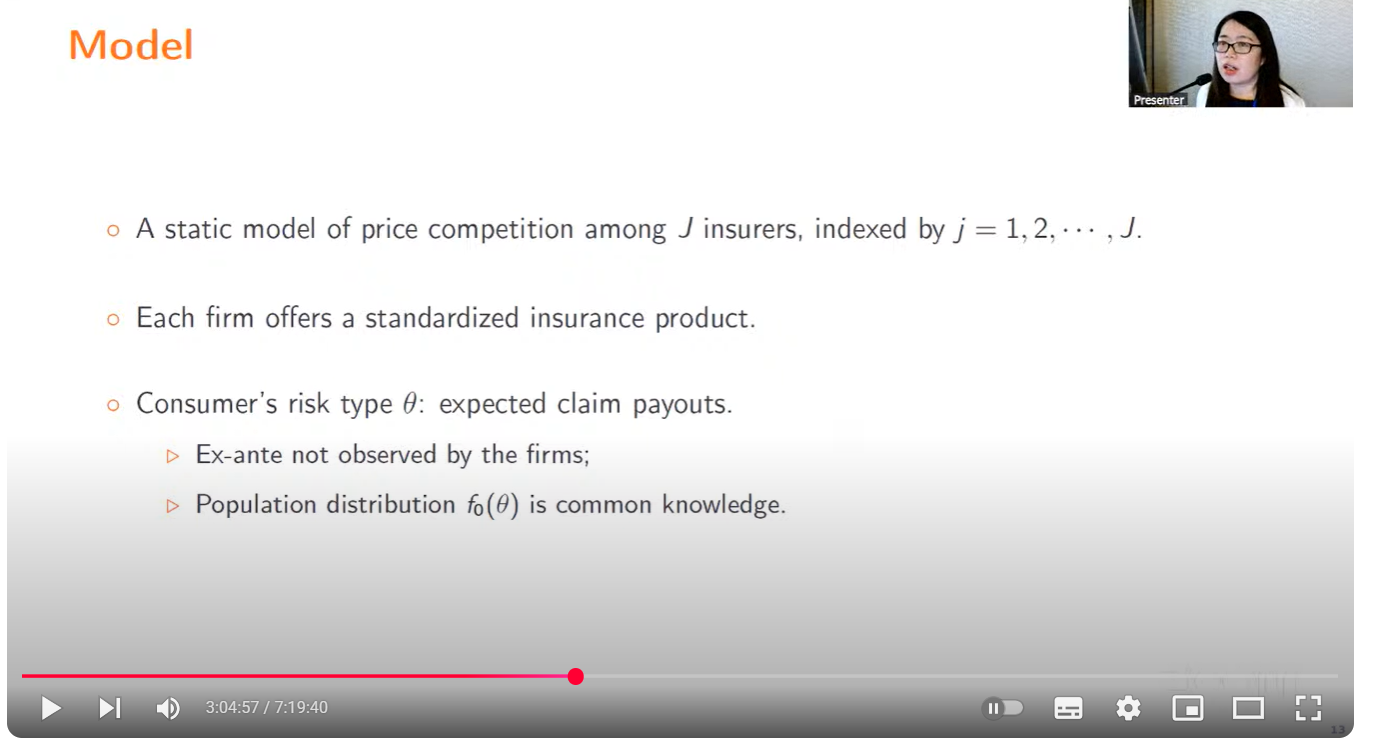 Model
Presenter
○ A static model of price competition among J insurers, indexed by j = 1, 2, ⋯ , J.
○ Each firm offers a standardized insurance product.
○ Consumer's risk type θ: expected claim payouts.
▷ Ex-ante not observed by the firms;
▷ Population distribution f₀(θ) is common knowledge.
3:04:57 / 7:19:40
13